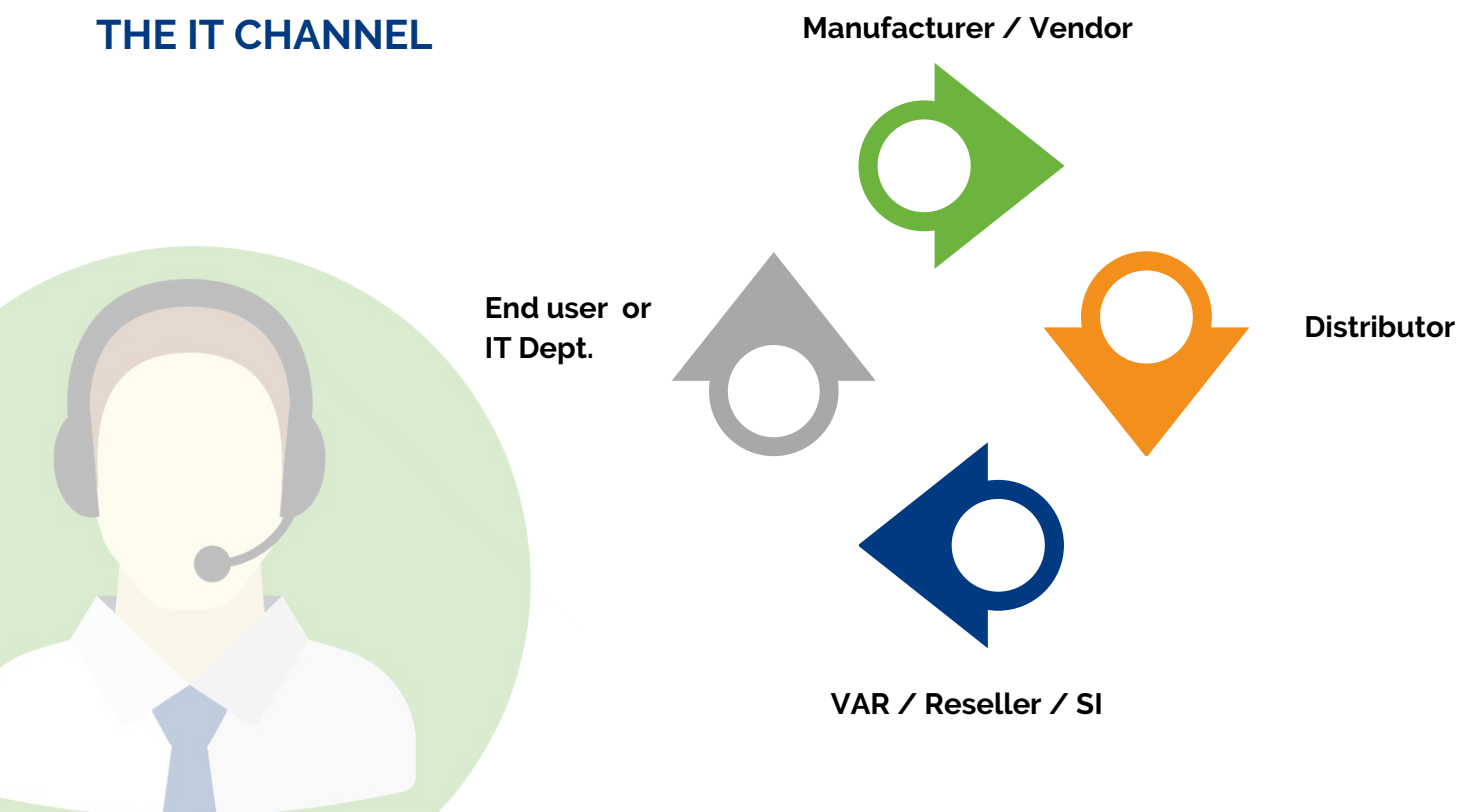 THE IT CHANNEL
Manufacturer / Vendor
End user or
IT Dept.
Distributor
VAR / Reseller / SI